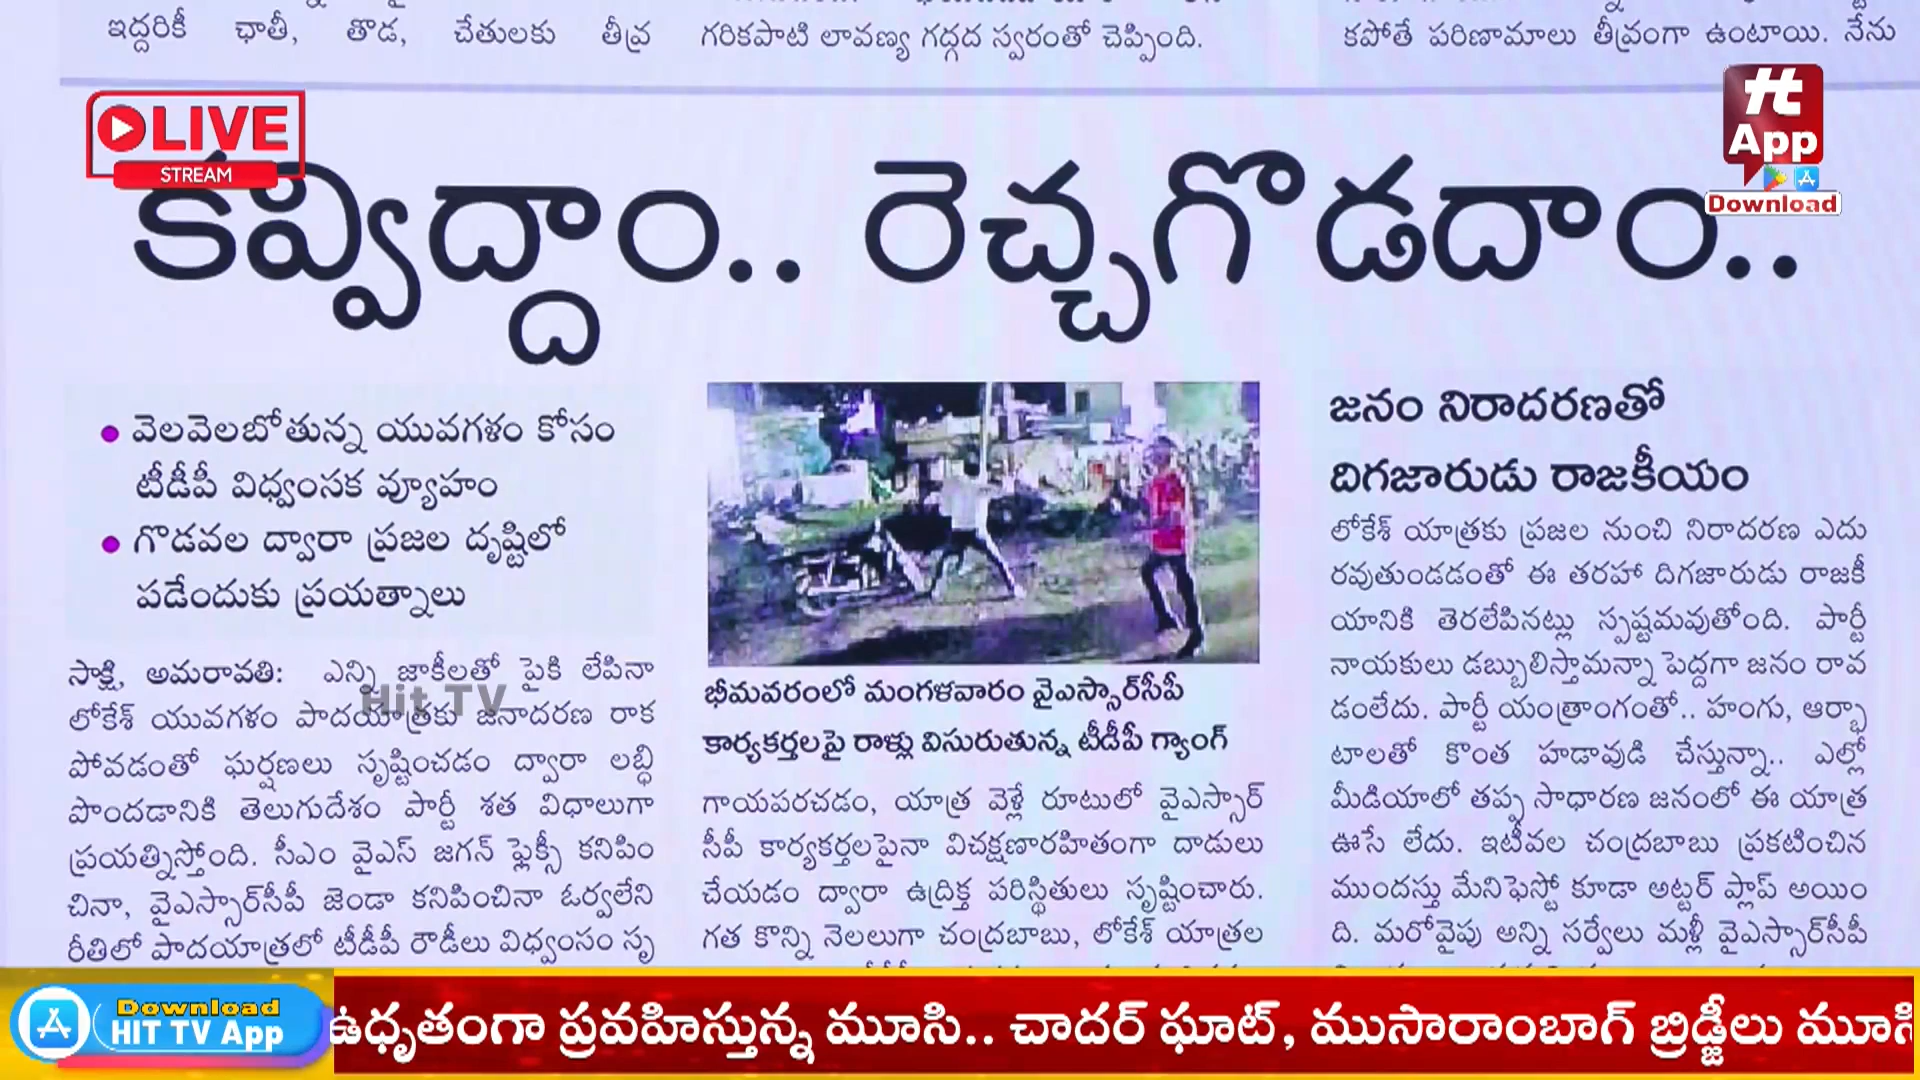 ఇద్దరికీ ఛాతీ, తొడ, చేతులకు తీవ్ర
గరికపాటి లావణ్య గద్గద స్వరంతో చెప్పింది.
కపోతే పరిణామాలు తీవ్రంగా ఉంటాయి. నేను
LIVE
STREAM
App
Download
కవ్విద్దాం.. రెచ్చగొడదాం..
వెలవెలబోతున్న యువగళం కోసం
టీడీపీ విధ్వంసక వ్యూహం
గొడవల ద్వారా ప్రజల దృష్టిలో
పడేందుకు ప్రయత్నాలు
సాక్షి, అమరావతి: ఎన్ని జాకీలతో పైకి లేపినా
లోకేశ్ యువగళం పాదయాత్రకు జనాదరణ రాక
పోవడంతో ఘర్షణలు సృష్టించడం ద్వారా లబ్ధి
పొందడానికి తెలుగుదేశం పార్టీ శత విధాలుగా
ప్రయత్నిస్తోంది. సీఎం వైఎస్ జగన్ ఫ్లెక్సీ కనిపిం
చినా, వైఎస్సార్‌సీపీ జెండా కనిపించినా ఓర్వలేని
రీతిలో పాదయాత్రలో టీడీపీ రౌడీలు విధ్వంసం సృ
Hit TV
భీమవరంలో మంగళవారం వైఎస్సార్‌సీపీ
కార్యకర్తలపై రాళ్లు విసురుతున్న టీడీపీ గ్యాంగ్
గాయపరచడం, యాత్ర వెళ్లే రూటులో వైఎస్సార్
సీపీ కార్యకర్తలపైనా విచక్షణారహితంగా దాడులు
చేయడం ద్వారా ఉద్రిక్త పరిస్థితులు సృష్టించారు.
గత కొన్ని నెలలుగా చంద్రబాబు, లోకేశ్ యాత్రల
జనం నిరాదరణతో
దిగజారుడు రాజకీయం
లోకేశ్ యాత్రకు ప్రజల నుంచి నిరాదరణ ఎదు
రవుతుండడంతో ఈ తరహా దిగజారుడు రాజకీ
యానికి తెరలేపినట్లు స్పష్టమవుతోంది. పార్టీ
నాయకులు డబ్బులిస్తామన్నా పెద్దగా జనం రావ
డంలేదు. పార్టీ యంత్రాంగంతో.. హంగు, ఆర్భా
టాలతో కొంత హడావుడి చేస్తున్నా.. ఎల్లో
మీడియాలో తప్ప సాధారణ జనంలో ఈ యాత్ర
ఊసే లేదు. ఇటీవల చంద్రబాబు ప్రకటించిన
ముందస్తు మేనిఫెస్టో కూడా అట్టర్ ప్లాప్ అయిం
ది. మరోవైపు అన్ని సర్వేలు మళ్లీ వైఎస్సార్‌సీపీ
Download
HIT TV App
ఉధృతంగా ప్రవహిస్తున్న మూసి.. చాదర్ ఘాట్, ముసారాంబాగ్ బ్రిడ్జీలు మూసి